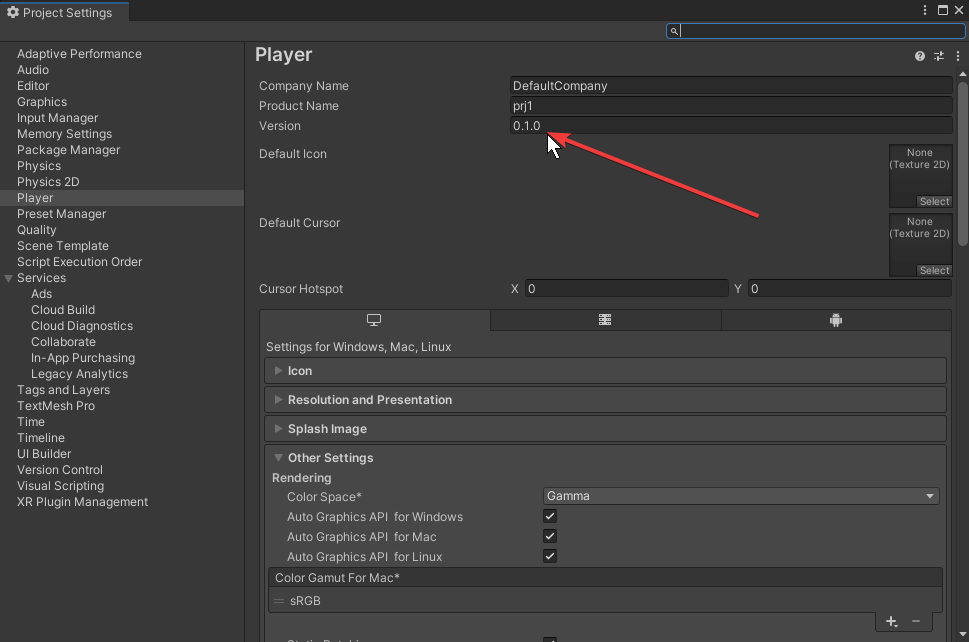 Project Settings
Adaptive Performance
Audio
Editor
Graphics
Input Manager
Memory Settings
Package Manager
Physics
Physics 2D
Player
Preset Manager
Quality
Scene Template
Script Execution Order
Services
Ads
Cloud Build
Cloud Diagnostics
Collaborate
In-App Purchasing
Legacy Analytics
Tags and Layers
TextMesh Pro
Time
Timeline
UI Builder
Version Control
Visual Scripting
XR Plugin Management
Player
Company Name DefaultCompany
Product Name prj1
Version 0.1.0
Default Icon
None
(Texture 2D)
Select
Default Cursor
None
(Texture 2D)
Select
Cursor Hotspot X 0 Y 0
Settings for Windows, Mac, Linux
Icon
Resolution and Presentation
Splash Image
Other Settings
Rendering
Color Space* Gamma
Auto Graphics API for Windows
Auto Graphics API for Mac
Auto Graphics API for Linux
Color Gamut For Mac*
sRGB